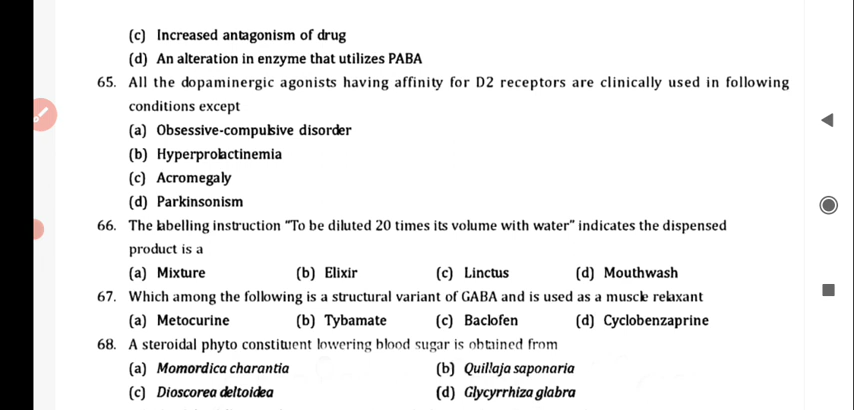 (c) Increased antagonism of drug
(d) An alteration in enzyme that utilizes PABA
65. All the dopaminergic agonists having affinity for D2 receptors are clinically used in following
conditions except
(a) Obsessive-compulsive disorder
(b) Hyperprolactinemia
(c) Acromegaly
(d) Parkinsonism
66. The labelling instruction "To be diluted 20 times its volume with water" indicates the dispensed
product is a
(a) Mixture (b) Elixir (c) Linctus (d) Mouthwash
67. Which among the following is a structural variant of GABA and is used as a muscle relaxant
(a) Metocurine (b) Tybamate (c) Baclofen (d) Cyclobenzaprine
68. A steroidal phyto constituent lowering blood sugar is obtained from
(a) Momordica charantia (b) Quillaja saponaria
(c) Dioscorea deltoidea (d) Glycyrrhiza glabra